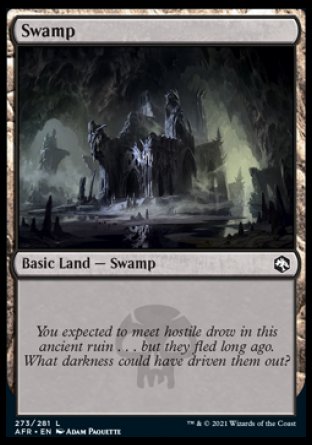 Swamp
Basic Land — Swamp
You expected to meet hostile drow in this
ancient ruin . . . but they fled long ago.
What darkness could have driven them out?
273/281 L
AFR • EN Adam Paquette
™ & © 2021 Wizards of the Coast